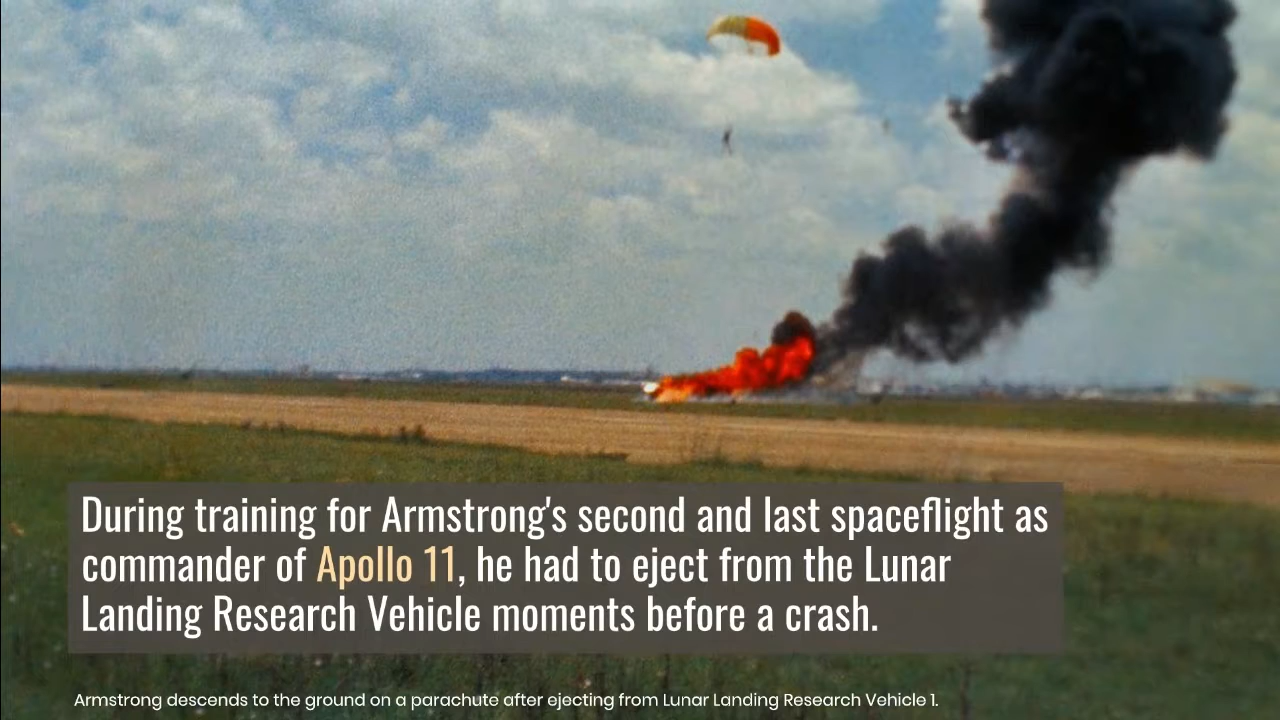 During training for Armstrong's second and last spaceflight as
commander of Apollo 11, he had to eject from the Lunar
Landing Research Vehicle moments before a crash.
Armstrong descends to the ground on a parachute after ejecting from Lunar Landing Research Vehicle 1.